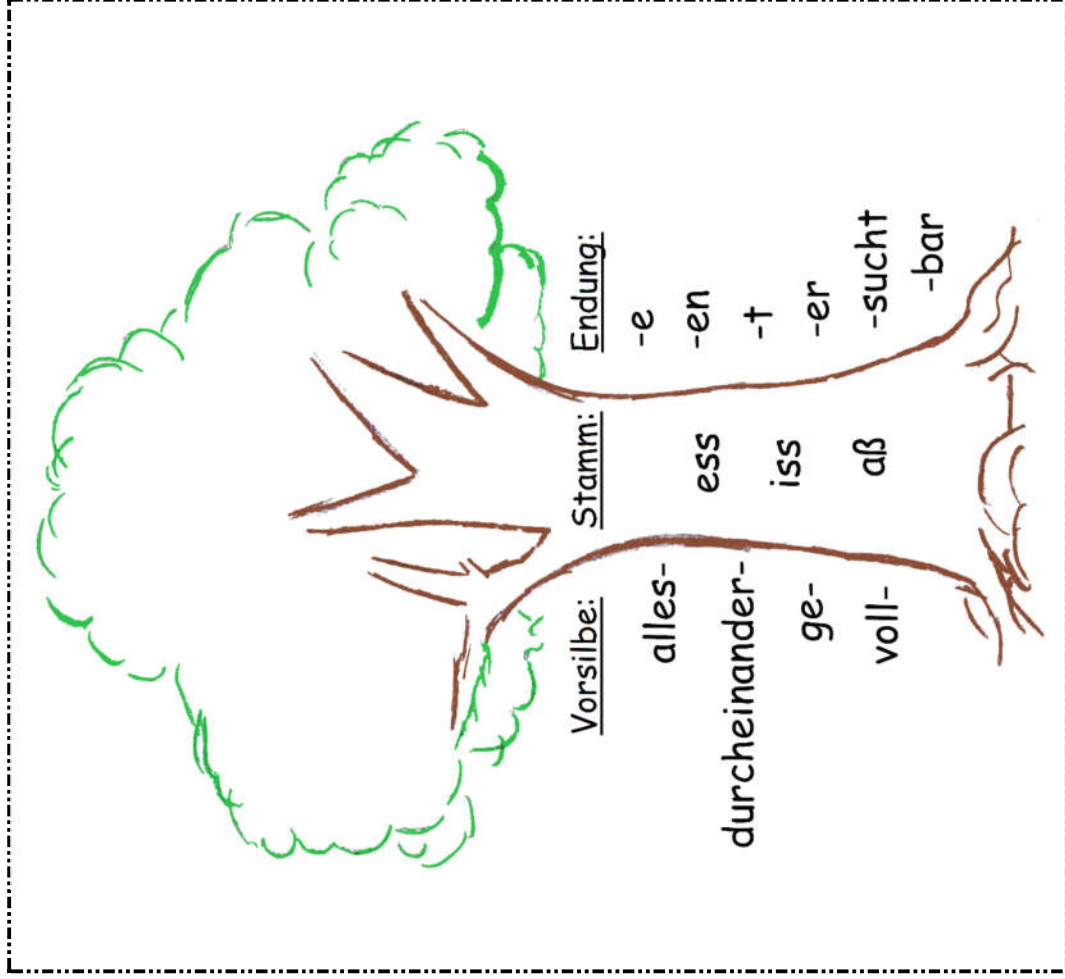 Vorsilbe:
alles-
durcheinander-
ge-
voll-
Stamm:
ess
iss
aß
Endung:
-e
-en
-t
-er
-sucht
-bar